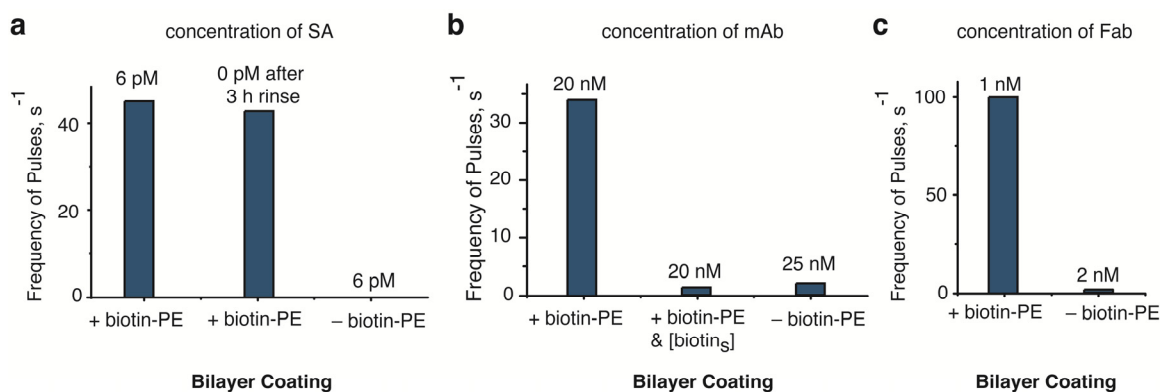 a
concentration of SA
Frequency of Pulses, s⁻¹
40
20
0
6 pM
0 pM after
3 h rinse
6 pM
+ biotin-PE
+ biotin-PE
– biotin-PE
Bilayer Coating
b
concentration of mAb
Frequency of Pulses, s⁻¹
30
20
10
0
20 nM
20 nM
25 nM
+ biotin-PE
+ biotin-PE
& [biotinₛ]
– biotin-PE
Bilayer Coating
c
concentration of Fab
Frequency of Pulses, s⁻¹
100
50
0
1 nM
2 nM
+ biotin-PE
– biotin-PE
Bilayer Coating